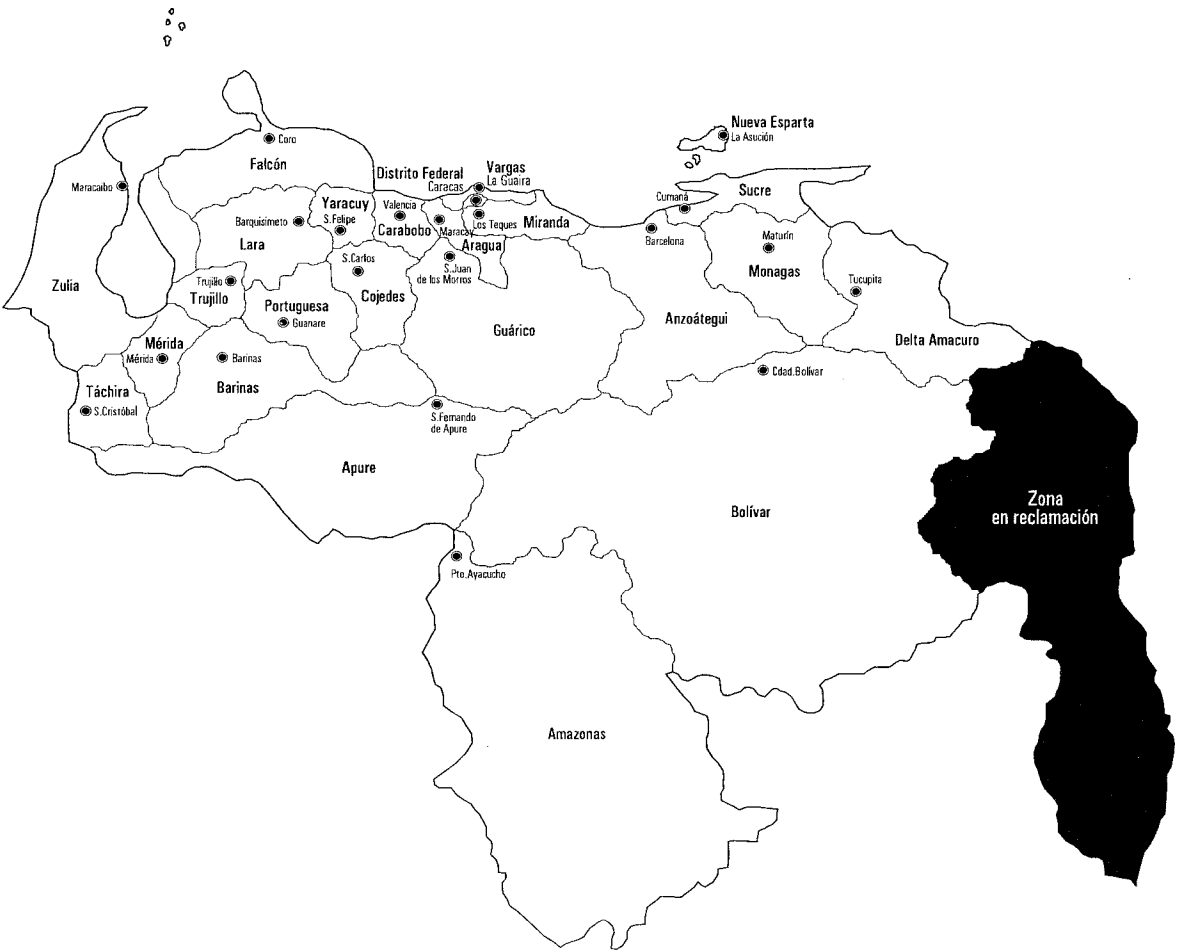 Nueva Esparta
La Asución
Coro
Falcón
Distrito Federal
Caracas
Vargas
La Guaira
Maracaibo
Yaracuy
S.Felipe
Valencia
Carabobo
Maracay
Los Teques
Miranda
Cumaná
Sucre
Barquisimeto
Lara
Aragua
Barcelona
Maturín
Monagas
S.Carlos
Cojedes
S.Juan
de los Morros
Zulia
Trujillo
Trujillo
Portuguesa
Guanare
Tucupita
Guárico
Anzoátegui
Delta Amacuro
Mérida
Mérida
Barinas
Barinas
Cdad.Bolívar
Táchira
S.Cristóbal
S.Fernando
de Apure
Apure
Bolívar
Zona
en reclamación
Pto.Ayacucho
Amazonas